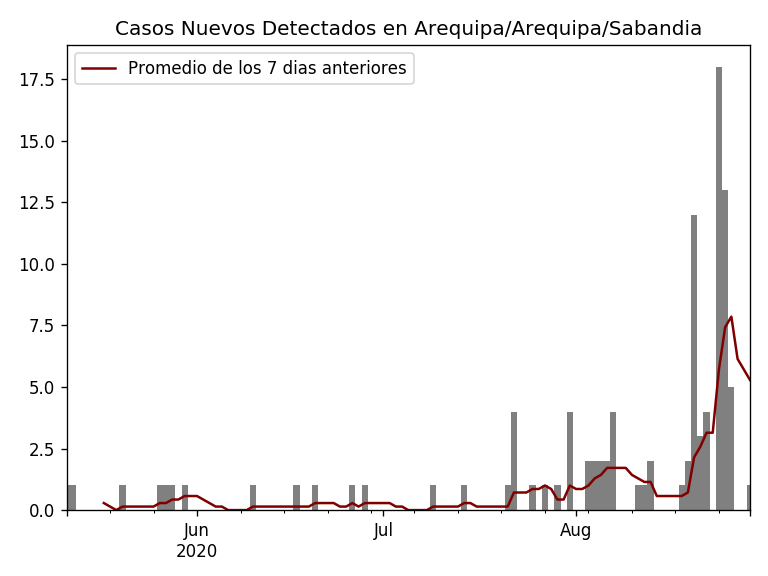 Casos Nuevos Detectados en Arequipa/Arequipa/Sabandia
Promedio de los 7 dias anteriores
17.5
15.0
12.5
10.0
7.5
5.0
2.5
0.0
Jun
2020
Jul
Aug